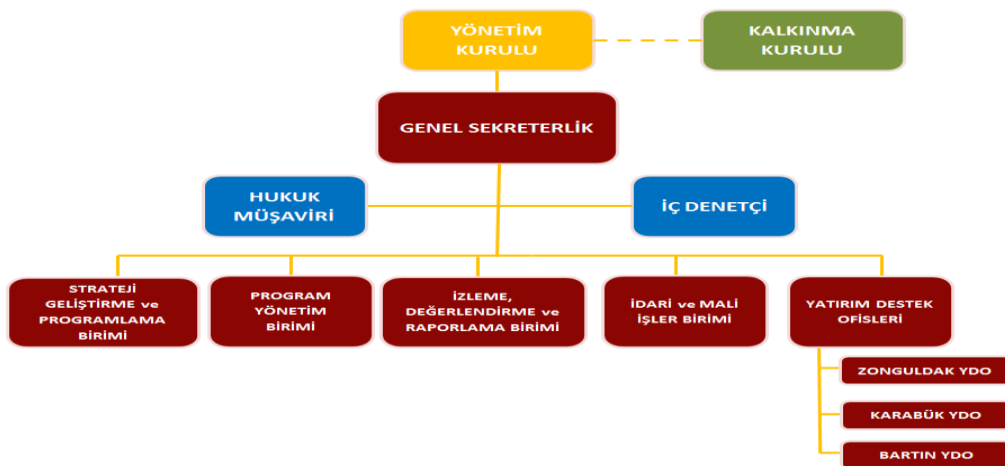 YÖNETİM
KURULU
KALKINMA
KURULU
GENEL SEKRETERLİK
HUKUK
MÜŞAVİRİ
İÇ DENETÇİ
STRATEJİ
GELİŞTİRME ve
PROGRAMLAMA
BİRİMİ
PROGRAM
YÖNETİM
BİRİMİ
İZLEME,
DEĞERLENDİRME ve
RAPORLAMA BİRİMİ
İDARİ ve MALİ
İŞLER BİRİMİ
YATIRIM DESTEK
OFİSLERİ
ZONGULDAK YDO
KARABÜK YDO
BARTIN YDO